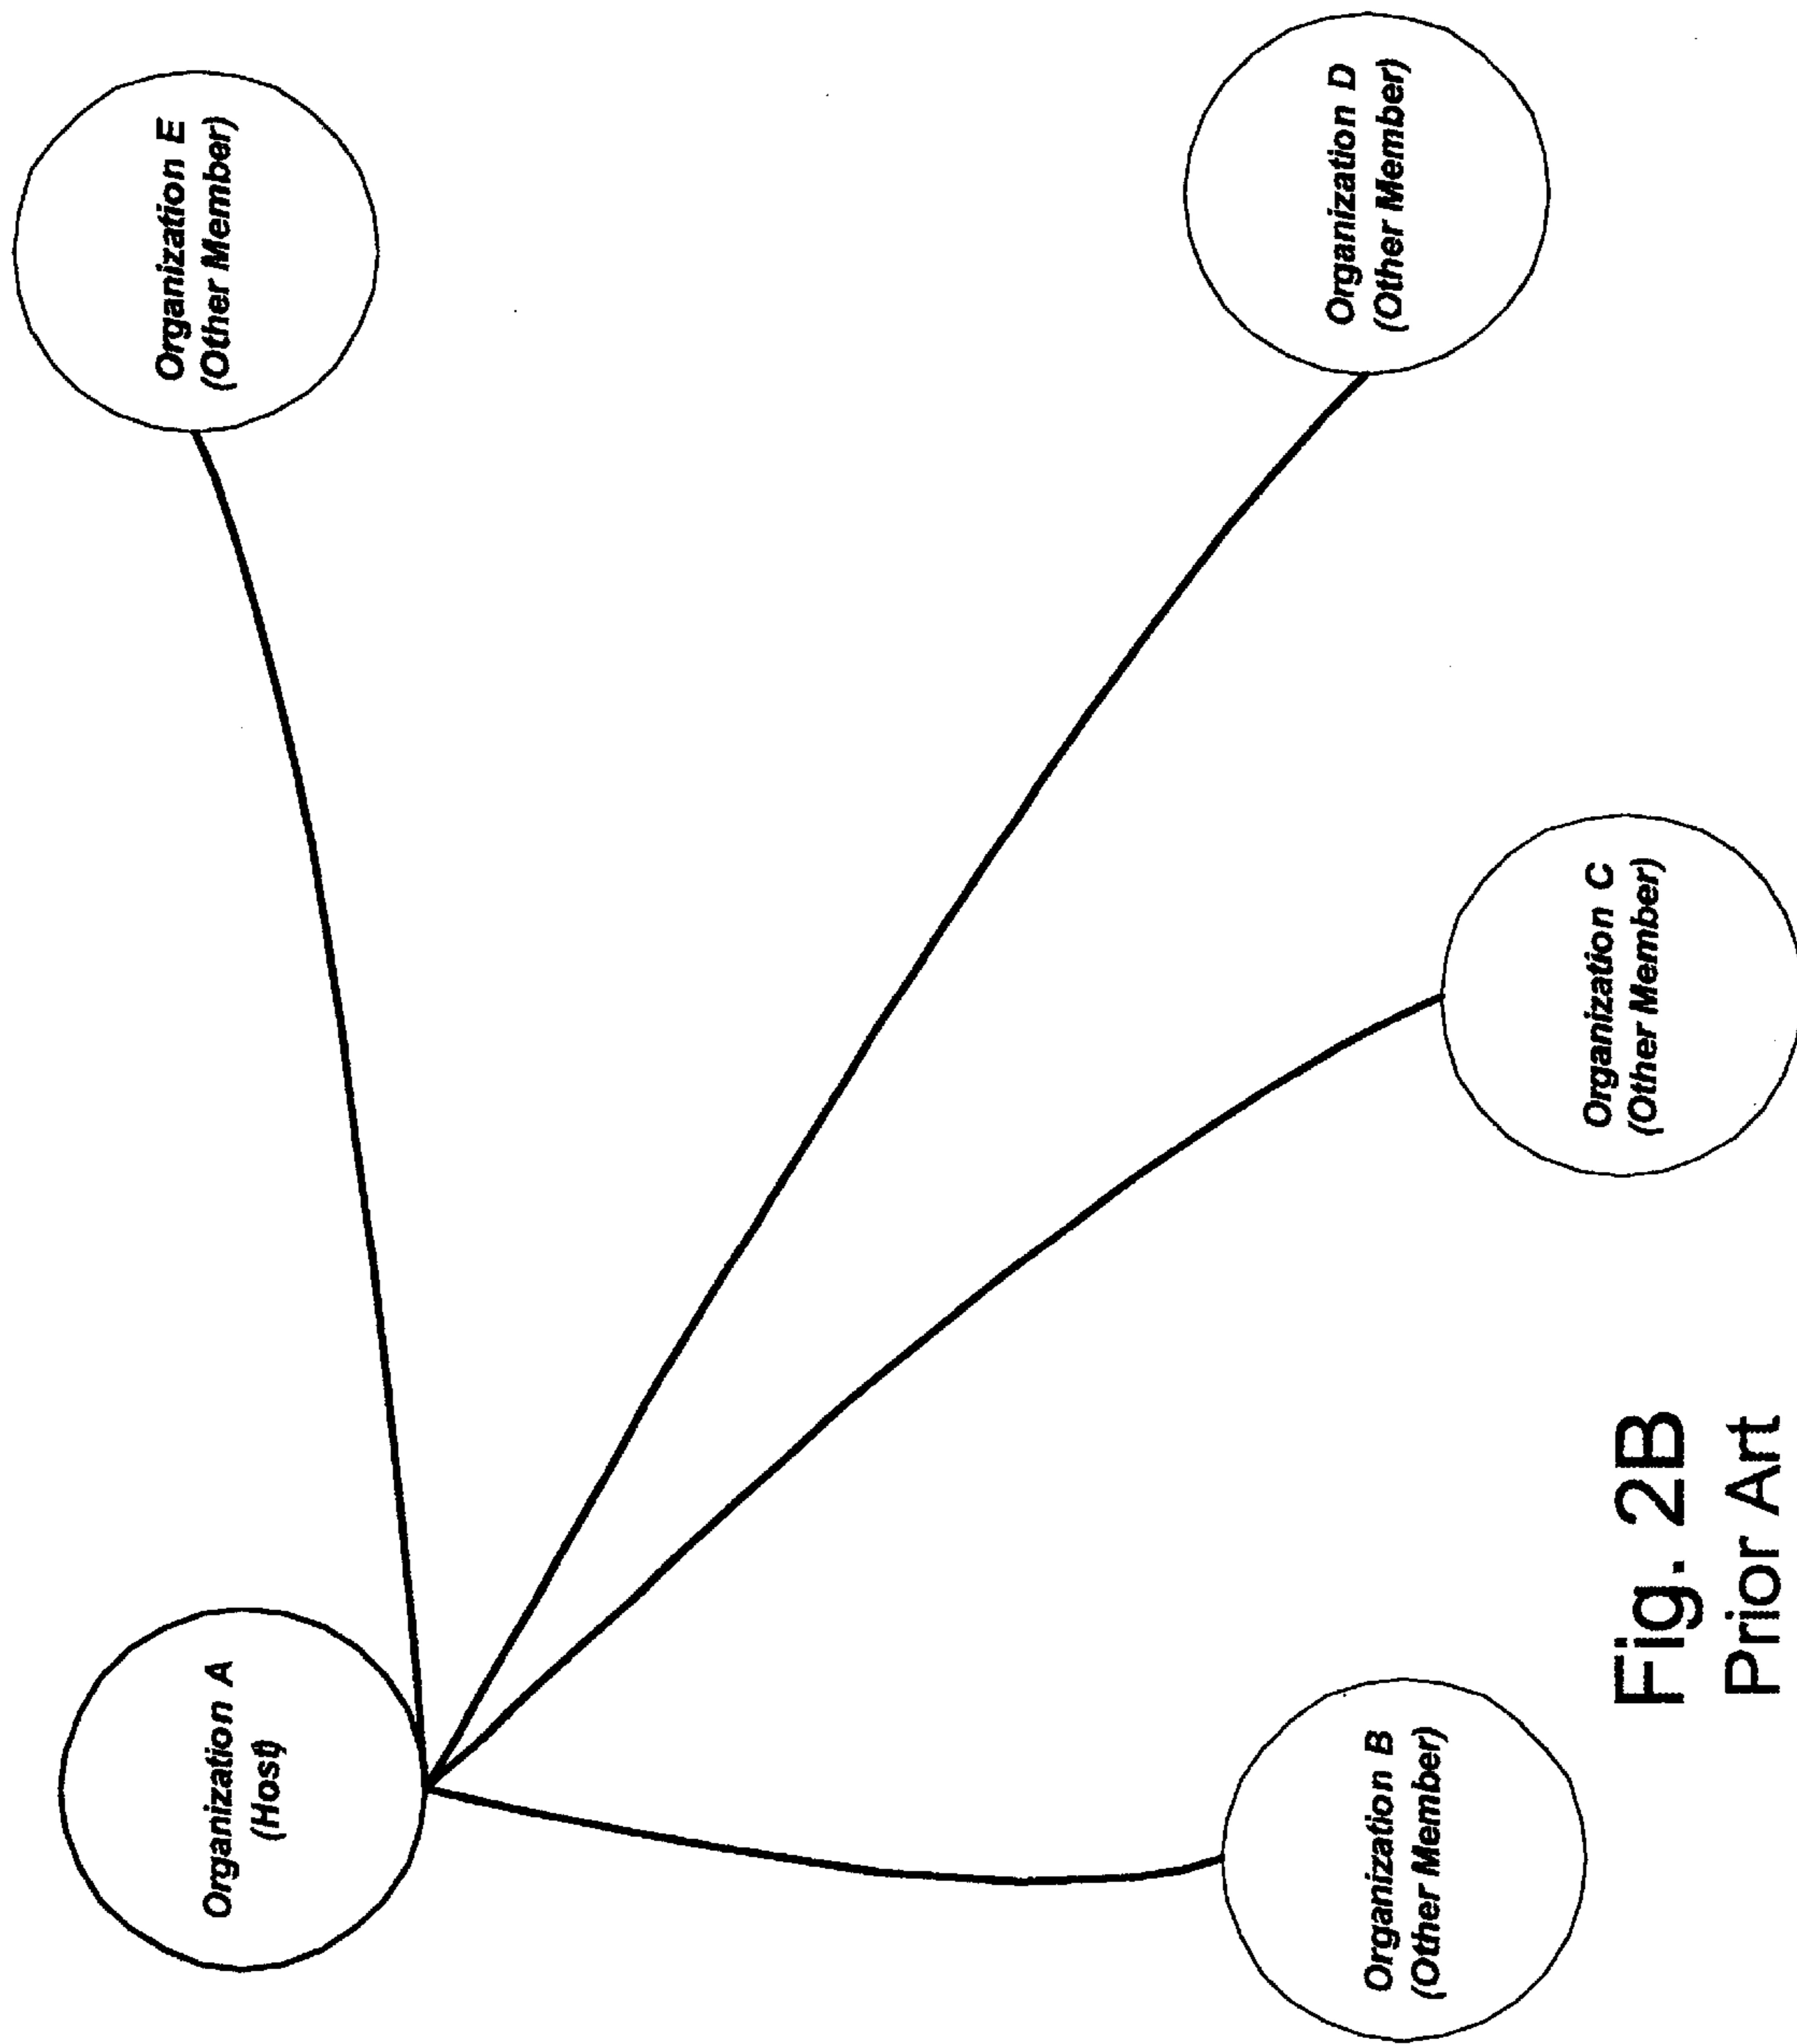 Organization A
(Host)
Organization E
(Other Member)
Organization B
(Other Member)
Organization C
(Other Member)
Organization D
(Other Member)
Fig. 2B
Prior Art